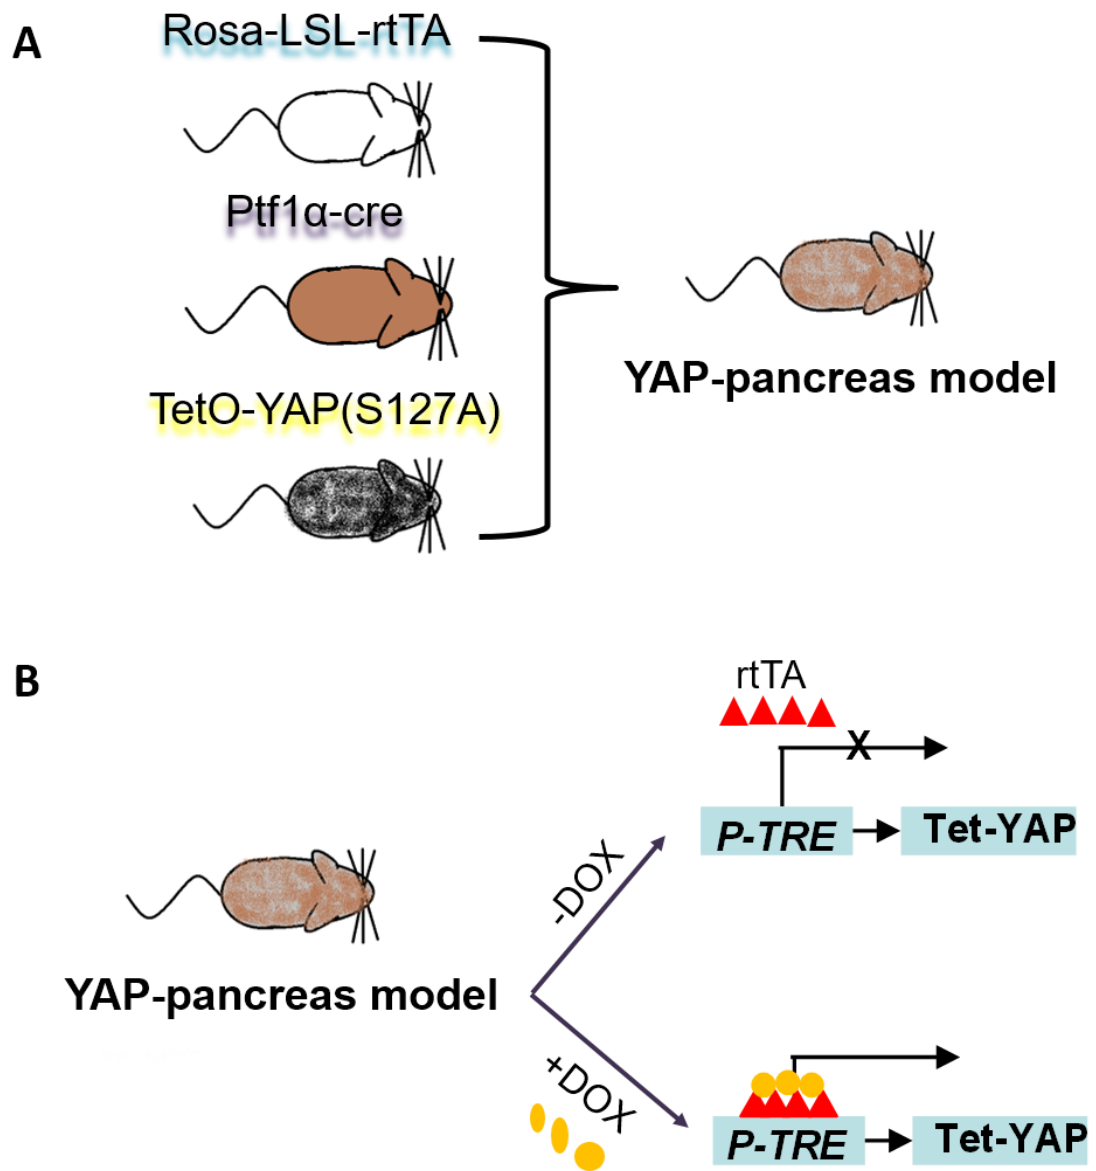 A
Rosa-LSL-rtTA
Ptf1α-cre
TetO-YAP(S127A)
YAP-pancreas model
B
rtTA
X
P-TRE
Tet-YAP
-DOX
YAP-pancreas model
+DOX
P-TRE
Tet-YAP